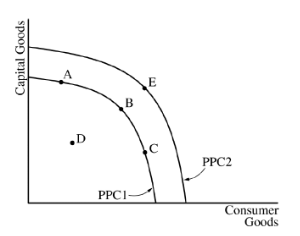 Capital Goods
A
E
B
D
C
PPC2
PPC1
Consumer
Goods